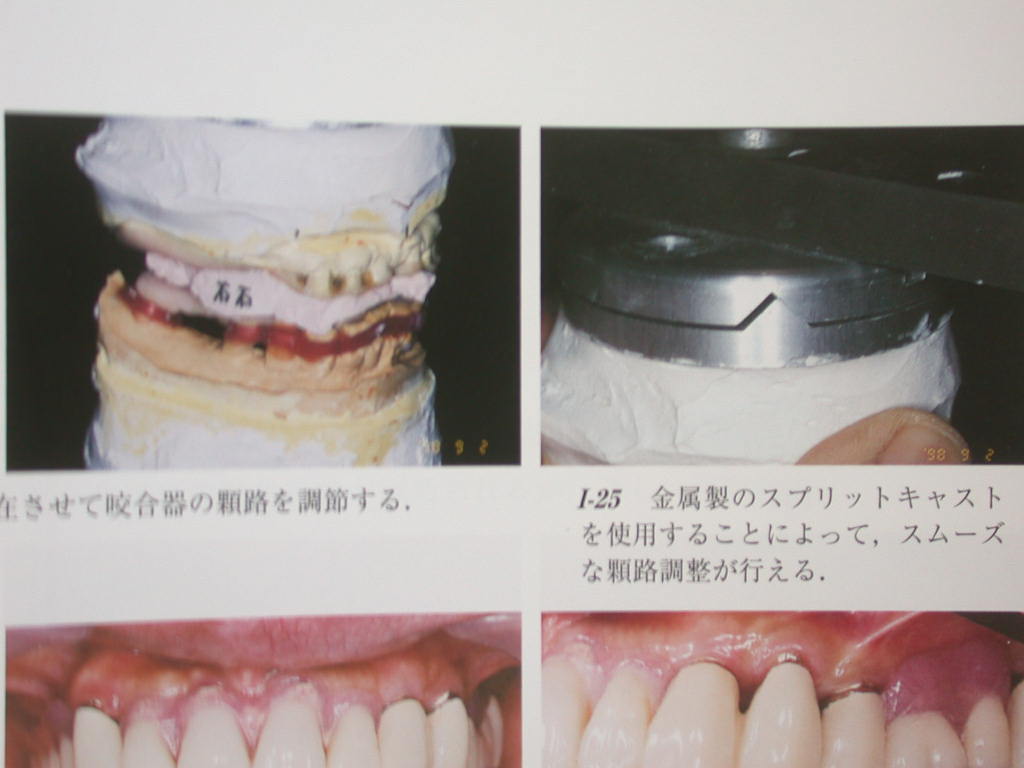 右右
'98 9 2
在させて咬合器の顆路を調節する．
'98 9 2
I-25 金属製のスプリットキャスト
を使用することによって，スムーズ
な顆路調整が行える．